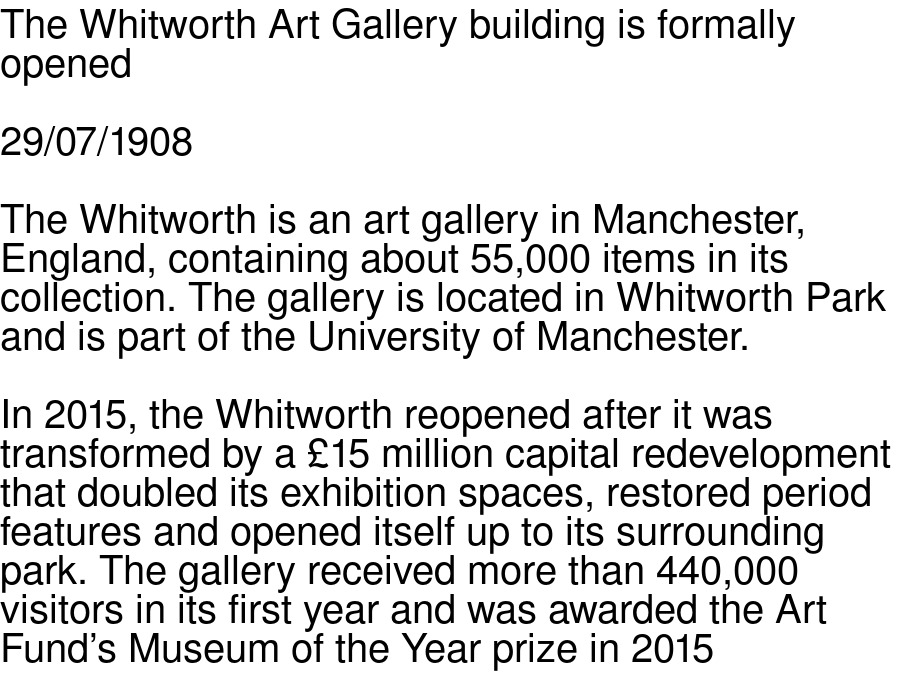 The Whitworth Art Gallery building is formally
opened
29/07/1908
The Whitworth is an art gallery in Manchester,
England, containing about 55,000 items in its
collection. The gallery is located in Whitworth Park
and is part of the University of Manchester.
In 2015, the Whitworth reopened after it was
transformed by a £15 million capital redevelopment
that doubled its exhibition spaces, restored period
features and opened itself up to its surrounding
park. The gallery received more than 440,000
visitors in its first year and was awarded the Art
Fund’s Museum of the Year prize in 2015